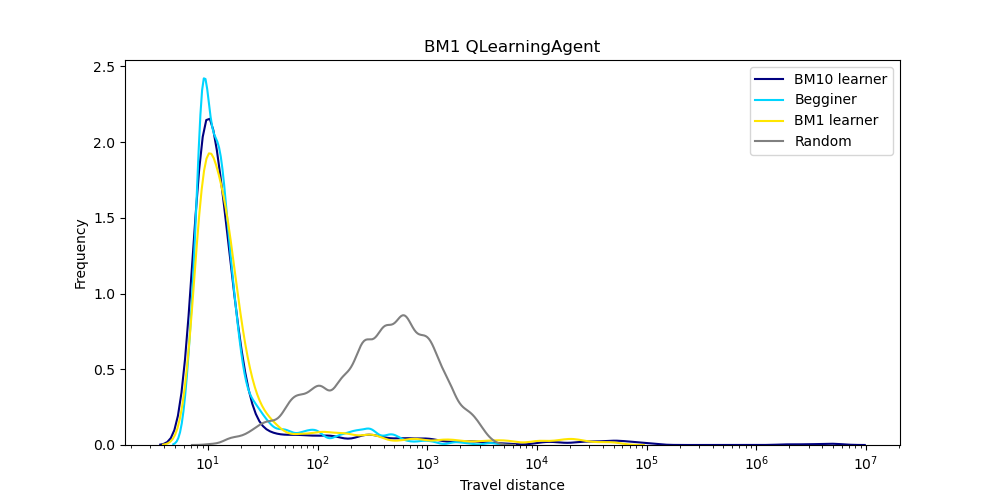 BM1 QLearningAgent
BM10 learner
Begginer
BM1 learner
Random
Frequency
2.5
2.0
1.5
1.0
0.5
0.0
10¹ 10² 10³ 10⁴ 10⁵ 10⁶ 10⁷
Travel distance